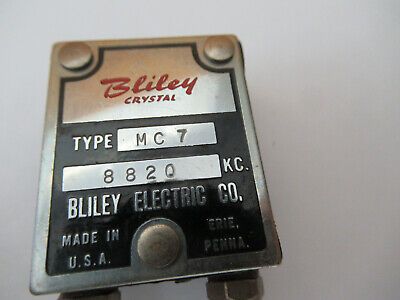 Bliley
CRYSTAL
TYPE MC7
8820 KC.
BLILEY ELECTRIC CO.
MADE IN ERIE,
U.S.A. PENNA.